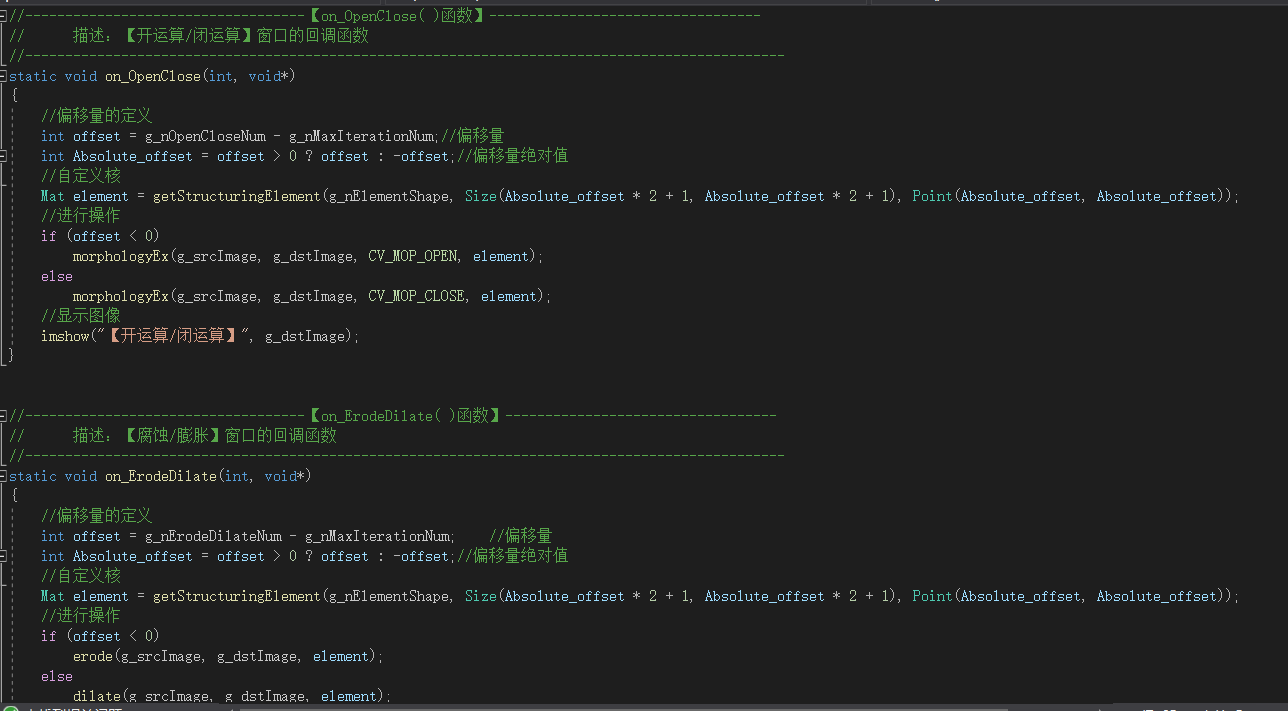 //-----------------------------------【on_OpenClose( )函数】----------------------------------
//      描述：【开运算/闭运算】窗口的回调函数
//-----------------------------------------------------------------------------------------------
static void on_OpenClose(int, void*)
{
    //偏移量的定义
    int offset = g_nOpenCloseNum - g_nMaxIterationNum;//偏移量
    int Absolute_offset = offset > 0 ? offset : -offset;//偏移量绝对值
    //自定义核
    Mat element = getStructuringElement(g_nElementShape, Size(Absolute_offset * 2 + 1, Absolute_offset * 2 + 1), Point(Absolute_offset, Absolute_offset));
    //进行操作
    if (offset < 0)
        morphologyEx(g_srcImage, g_dstImage, CV_MOP_OPEN, element);
    else
        morphologyEx(g_srcImage, g_dstImage, CV_MOP_CLOSE, element);
    //显示图像
    imshow("【开运算/闭运算】", g_dstImage);
}
//-----------------------------------【on_ErodeDilate( )函数】----------------------------------
//      描述：【腐蚀/膨胀】窗口的回调函数
//-----------------------------------------------------------------------------------------------
static void on_ErodeDilate(int, void*)
{
    //偏移量的定义
    int offset = g_nErodeDilateNum - g_nMaxIterationNum;    //偏移量
    int Absolute_offset = offset > 0 ? offset : -offset;//偏移量绝对值
    //自定义核
    Mat element = getStructuringElement(g_nElementShape, Size(Absolute_offset * 2 + 1, Absolute_offset * 2 + 1), Point(Absolute_offset, Absolute_offset));
    //进行操作
    if (offset < 0)
        erode(g_srcImage, g_dstImage, element);
    else
        dilate(g_srcImage, g_dstImage, element);